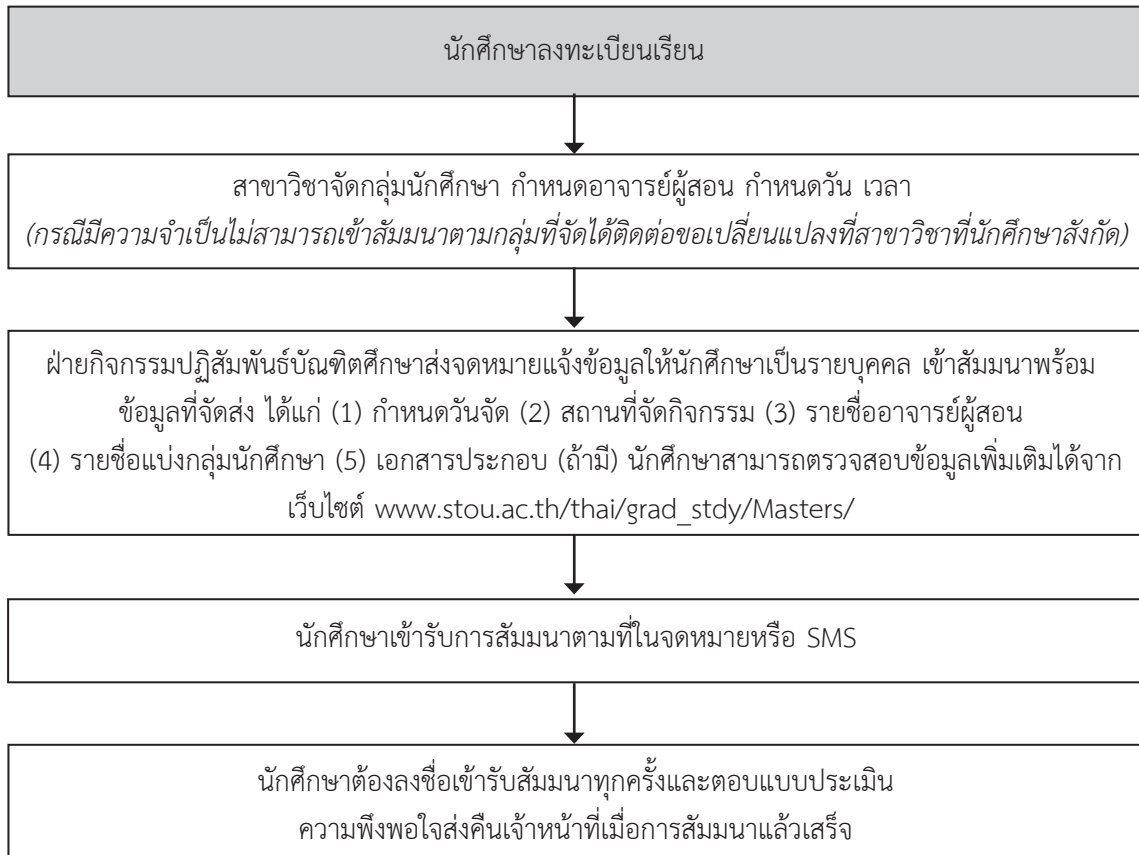 นักศึกษาลงทะเบียนเรียน
สาขาวิชาจัดกลุ่มนักศึกษา กำหนดอาจารย์ผู้สอน กำหนดวัน เวลา
(กรณีมีความจำเป็นไม่สามารถเข้าสัมมนาตามกลุ่มที่จัดได้ติดต่อขอเปลี่ยนแปลงที่สาขาวิชาที่นักศึกษาสังกัด)
ฝ่ายกิจกรรมปฏิสัมพันธ์บัณฑิตศึกษาส่งจดหมายแจ้งข้อมูลให้นักศึกษาเป็นรายบุคคล เข้าสัมมนาพร้อม
ข้อมูลที่จัดส่ง ได้แก่ (1) กำหนดวันจัด (2) สถานที่จัดกิจกรรม (3) รายชื่ออาจารย์ผู้สอน
(4) รายชื่อแบ่งกลุ่มนักศึกษา (5) เอกสารประกอบ (ถ้ามี) นักศึกษาสามารถตรวจสอบข้อมูลเพิ่มเติมได้จาก
เว็บไซต์ www.stou.ac.th/thai/grad_stdy/Masters/
นักศึกษาเข้ารับการสัมมนาตามที่ในจดหมายหรือ SMS
นักศึกษาต้องลงชื่อเข้ารับสัมมนาทุกครั้งและตอบแบบประเมิน
ความพึงพอใจส่งคืนเจ้าหน้าที่เมื่อการสัมมนาแล้วเสร็จ